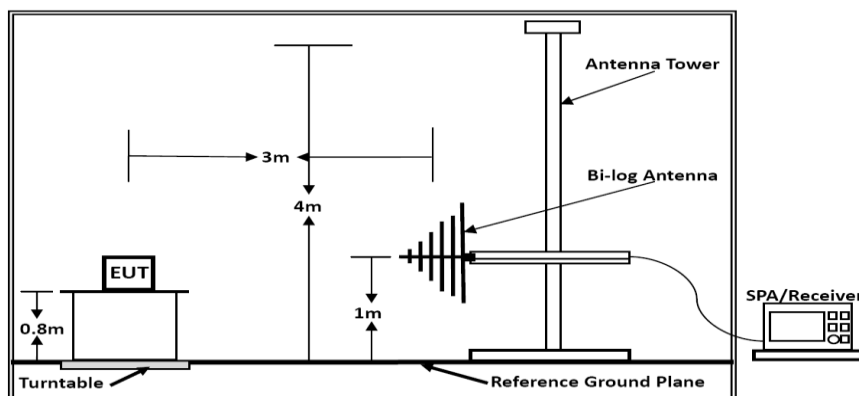 Antenna Tower
3m
Bi-log Antenna
4m
EUT
SPA/Receiver
0.8m
1m
Turntable
Reference Ground Plane